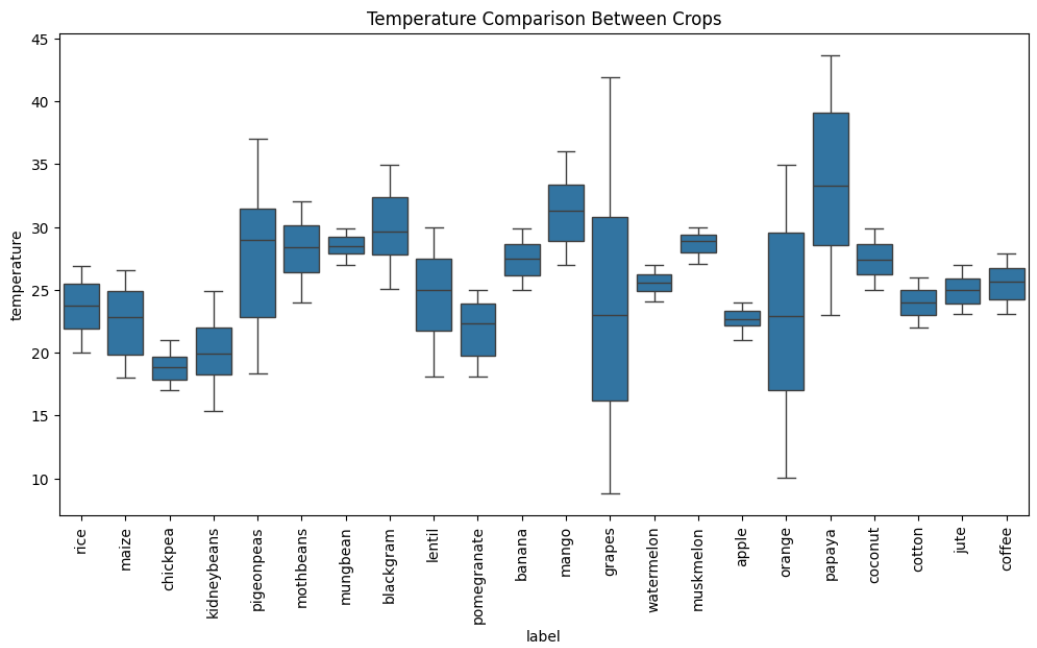 Temperature Comparison Between Crops
temperature
45
40
35
30
25
20
15
10
rice
maize
chickpea
kidneybeans
pigeonpeas
mothbeans
mungbean
blackgram
lentil
pomegranate
banana
mango
grapes
watermelon
muskmelon
apple
orange
papaya
coconut
cotton
jute
coffee
label